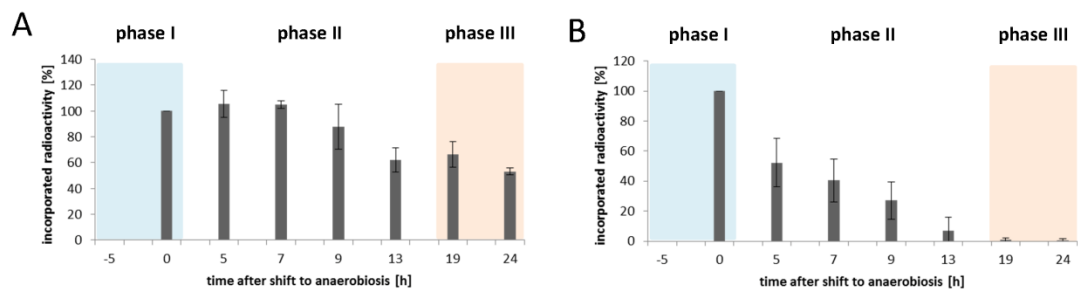 A
phase I phase II phase III
incorporated radioactivity [%]
140
120
100
80
60
40
20
0
-5 0 5 7 9 13 19 24
time after shift to anaerobiosis [h]
B
phase I phase II phase III
incorporated radioactivity [%]
120
100
80
60
40
20
0
-5 0 5 7 9 13 19 24
time after shift to anaerobiosis [h]